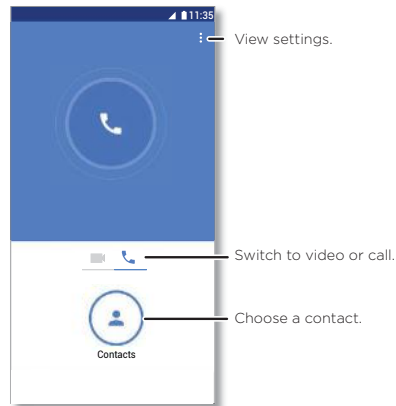 11:35
View settings.
Switch to video or call.
Choose a contact.
Contacts